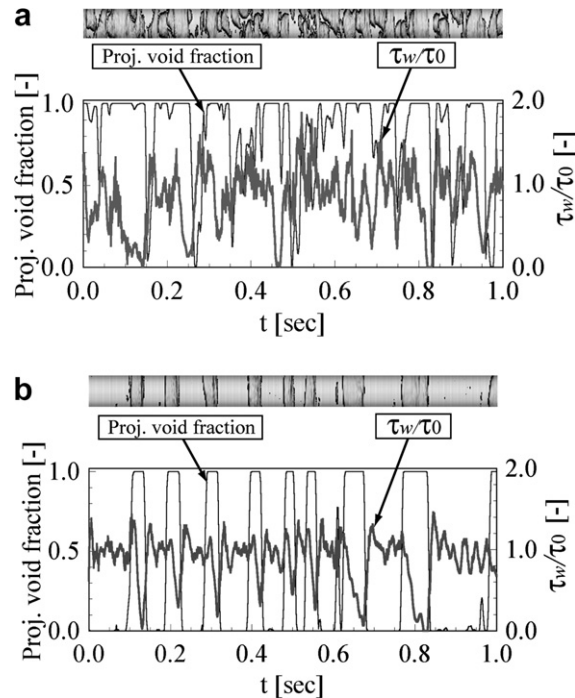 a
Proj. void fraction
τw/τ0
Proj. void fraction [-]
1.0
0.5
0.0
2.0
1.0
0.0
τw/τ0 [-]
0.0 0.2 0.4 0.6 0.8 1.0
t [sec]
b
Proj. void fraction
τw/τ0
Proj. void fraction [-]
1.0
0.5
0.0
2.0
1.0
0.0
τw/τ0 [-]
0.0 0.2 0.4 0.6 0.8 1.0
t [sec]